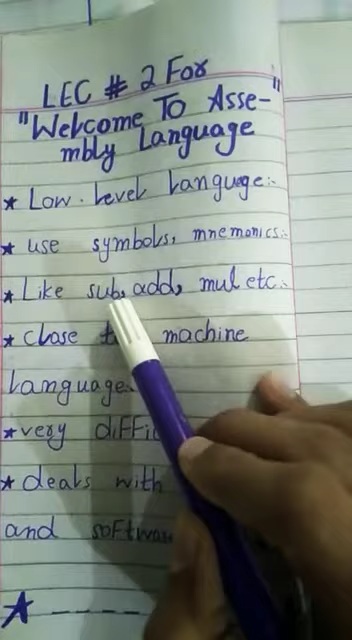 LEC # 2 For
"Welcome To Asse-"
mbly Language
* Low-Level Language:-
* use symbols, mnemonics:-
* Like sub, add, mul etc:-
* close machine
Language:
* very
* deals with
and